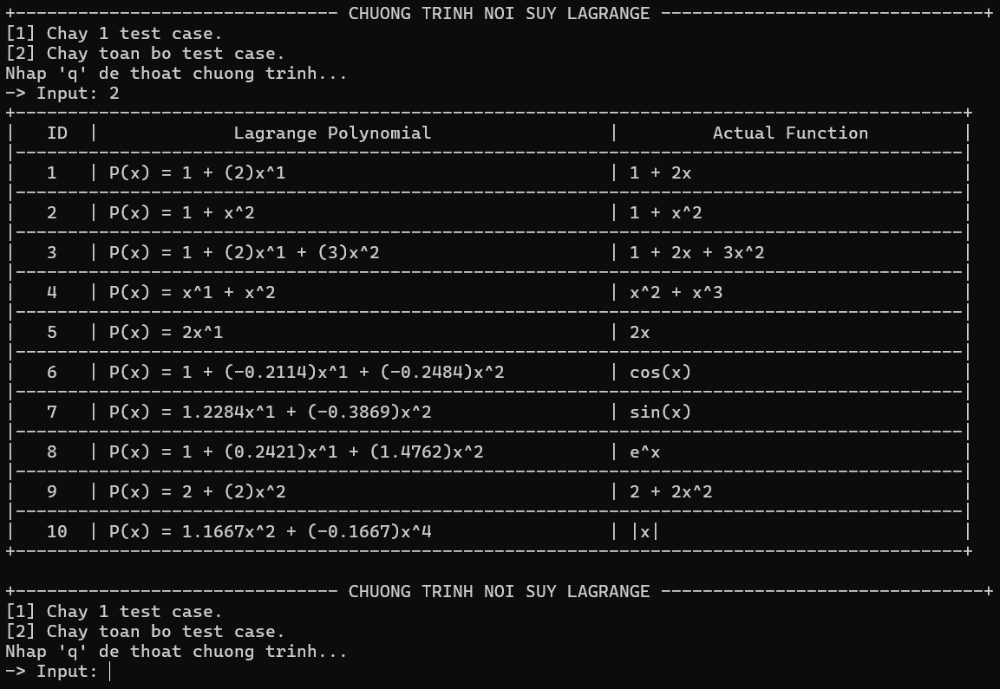 +------------------------------- CHUONG TRINH NOI SUY LAGRANGE -------------------------------+
[1] Chay 1 test case.
[2] Chay toan bo test case.
Nhap 'q' de thoat chuong trinh...
-> Input: 2
+-------------------------------------------------------------------------------------------+
| ID | Lagrange Polynomial | Actual Function |
|-------------------------------------------------------------------------------------------|
| 1 | P(x) = 1 + (2)x^1 | 1 + 2x |
|-------------------------------------------------------------------------------------------|
| 2 | P(x) = 1 + x^2 | 1 + x^2 |
|-------------------------------------------------------------------------------------------|
| 3 | P(x) = 1 + (2)x^1 + (3)x^2 | 1 + 2x + 3x^2 |
|-------------------------------------------------------------------------------------------|
| 4 | P(x) = x^1 + x^2 | x^2 + x^3 |
|-------------------------------------------------------------------------------------------|
| 5 | P(x) = 2x^1 | 2x |
|-------------------------------------------------------------------------------------------|
| 6 | P(x) = 1 + (-0.2114)x^1 + (-0.2484)x^2 | cos(x) |
|-------------------------------------------------------------------------------------------|
| 7 | P(x) = 1.2284x^1 + (-0.3869)x^2 | sin(x) |
|-------------------------------------------------------------------------------------------|
| 8 | P(x) = 1 + (0.2421)x^1 + (1.4762)x^2 | e^x |
|-------------------------------------------------------------------------------------------|
| 9 | P(x) = 2 + (2)x^2 | 2 + 2x^2 |
|-------------------------------------------------------------------------------------------|
| 10 | P(x) = 1.1667x^2 + (-0.1667)x^4 | |x| |
+-------------------------------------------------------------------------------------------+
+------------------------------- CHUONG TRINH NOI SUY LAGRANGE -------------------------------+
[1] Chay 1 test case.
[2] Chay toan bo test case.
Nhap 'q' de thoat chuong trinh...
-> Input: